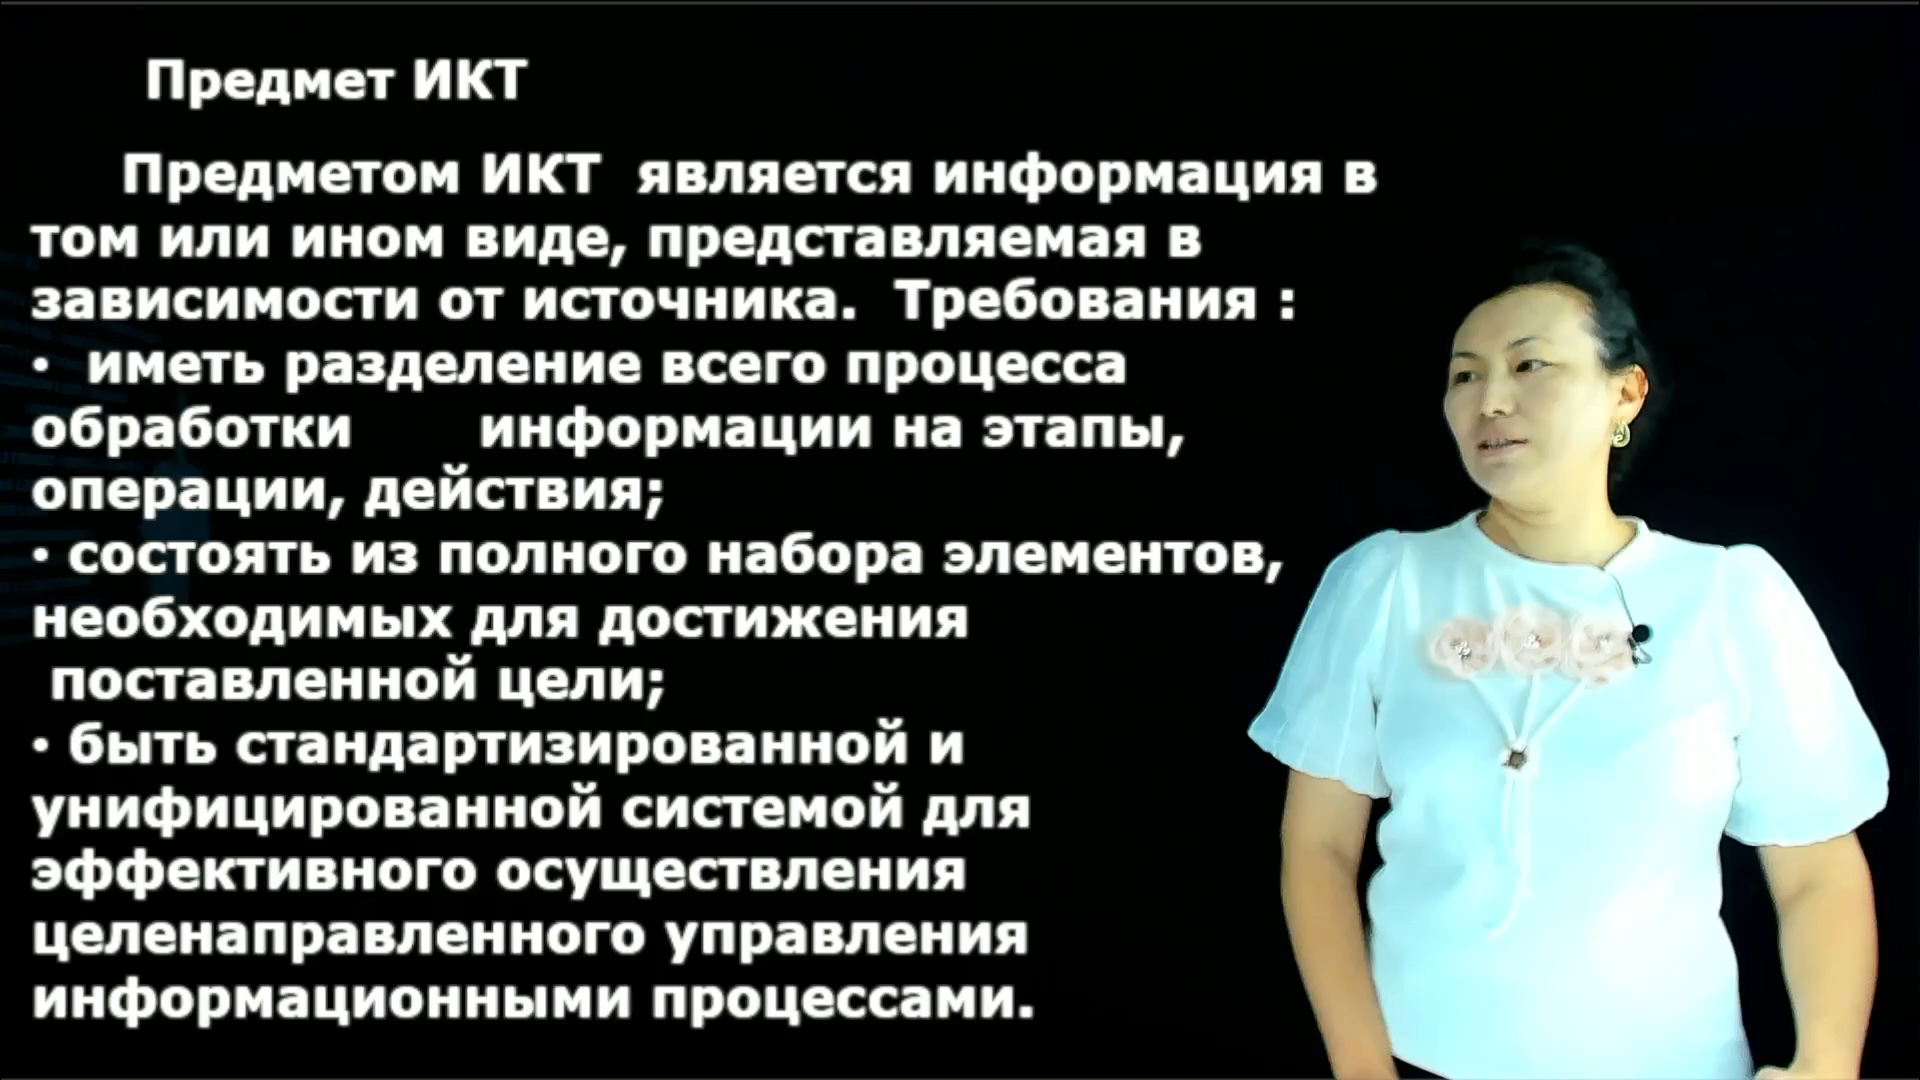 Предмет ИКТ
Предметом ИКТ является информация в
том или ином виде, представляемая в
зависимости от источника. Требования :
• иметь разделение всего процесса
обработки информации на этапы,
операции, действия;
• состоять из полного набора элементов,
необходимых для достижения
поставленной цели;
• быть стандартизированной и
унифицированной системой для
эффективного осуществления
целенаправленного управления
информационными процессами.